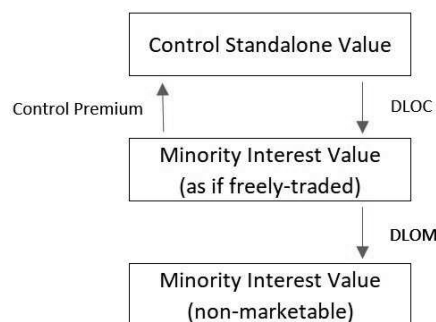 Control Standalone Value
Control Premium
DLOC
Minority Interest Value
(as if freely-traded)
DLOM
Minority Interest Value
(non-marketable)